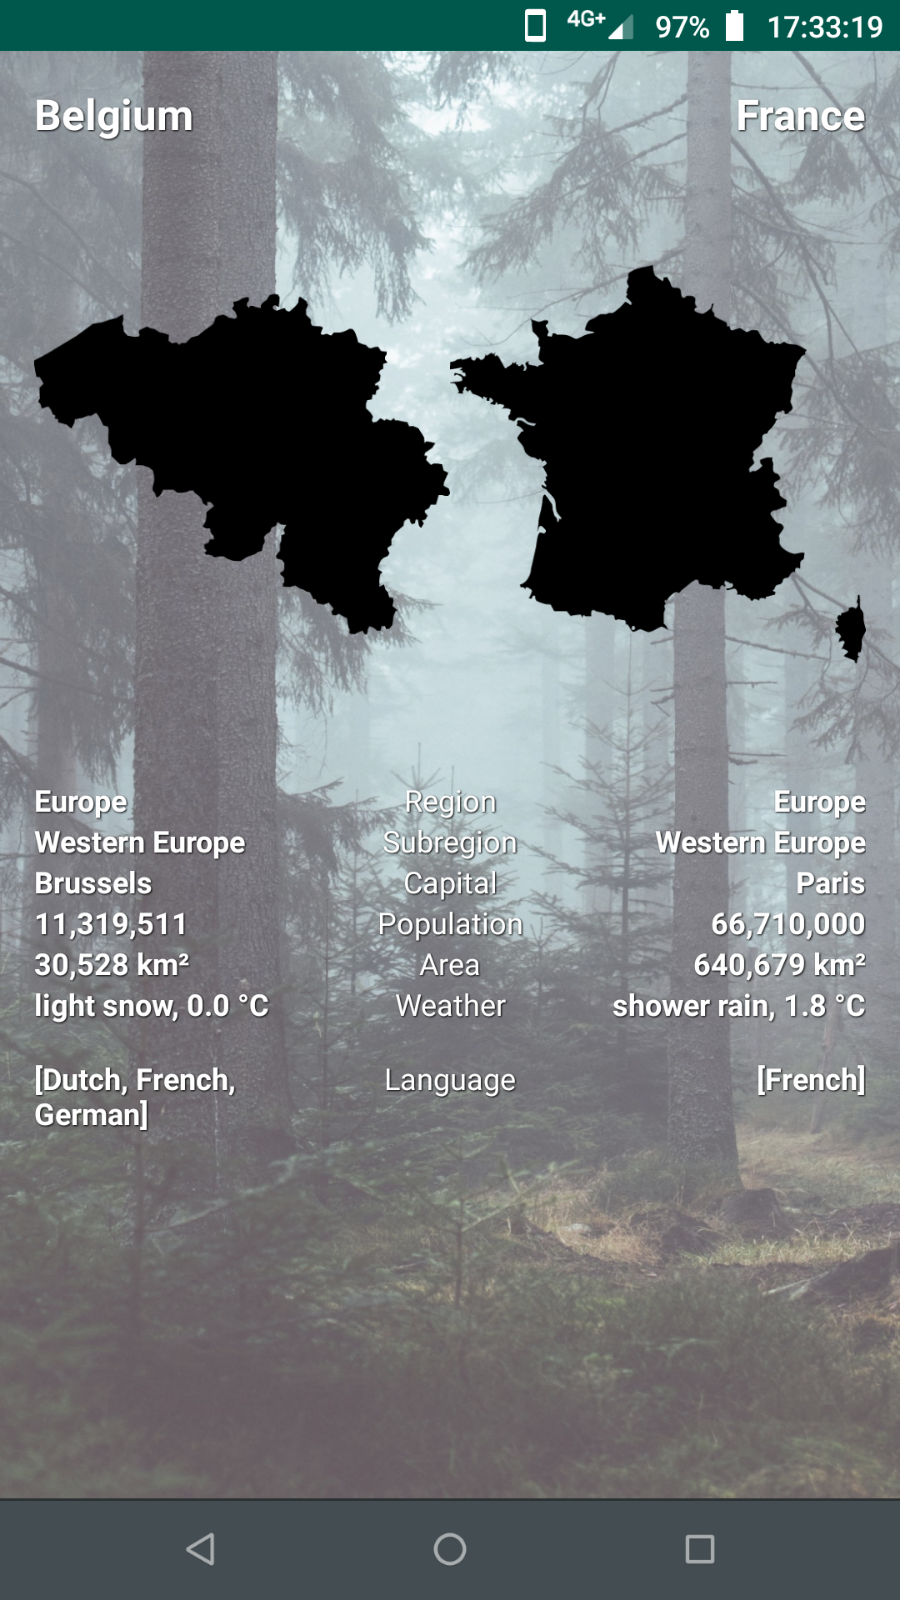 4G+ 97% 17:33:19
Belgium France
Europe Region Europe
Western Europe Subregion Western Europe
Brussels Capital Paris
11,319,511 Population 66,710,000
30,528 km² Area 640,679 km²
light snow, 0.0 °C Weather shower rain, 1.8 °C
[Dutch, French, Language [French]
German]